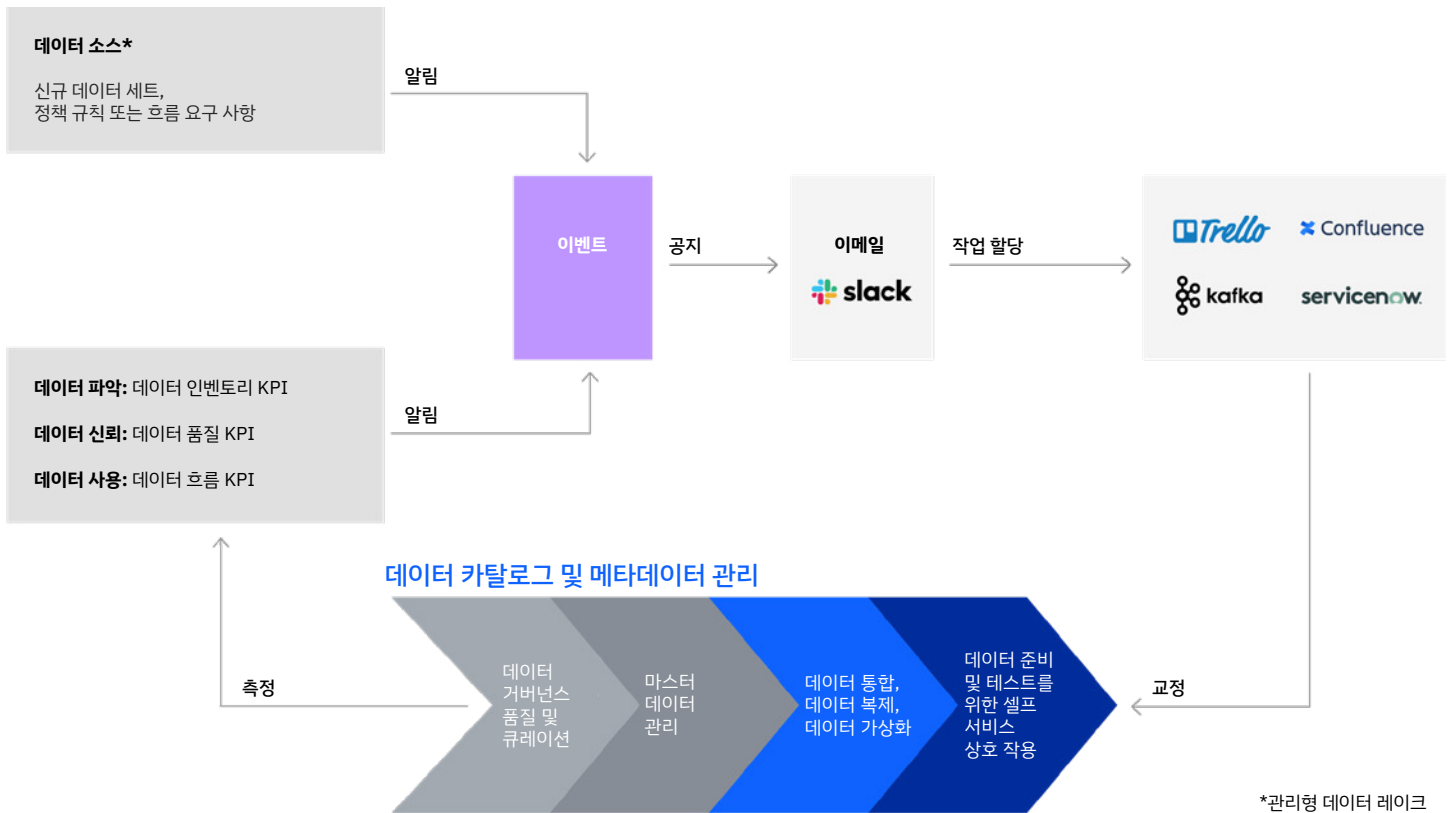 데이터 소스*
신규 데이터 세트,
정책 규칙 또는 흐름 요구 사항
알림
이벤트
공지
이메일
slack
작업 할당
Trello
Confluence
kafka
servicenow.
데이터 파악: 데이터 인벤토리 KPI
데이터 신뢰: 데이터 품질 KPI
데이터 사용: 데이터 흐름 KPI
알림
데이터 카탈로그 및 메타데이터 관리
측정
데이터
거버넌스
품질 및
큐레이션
마스터
데이터
관리
데이터 통합,
데이터 복제,
데이터 가상화
데이터 준비
및 테스트를
위한 셀프
서비스
상호 작용
교정
*관리형 데이터 레이크